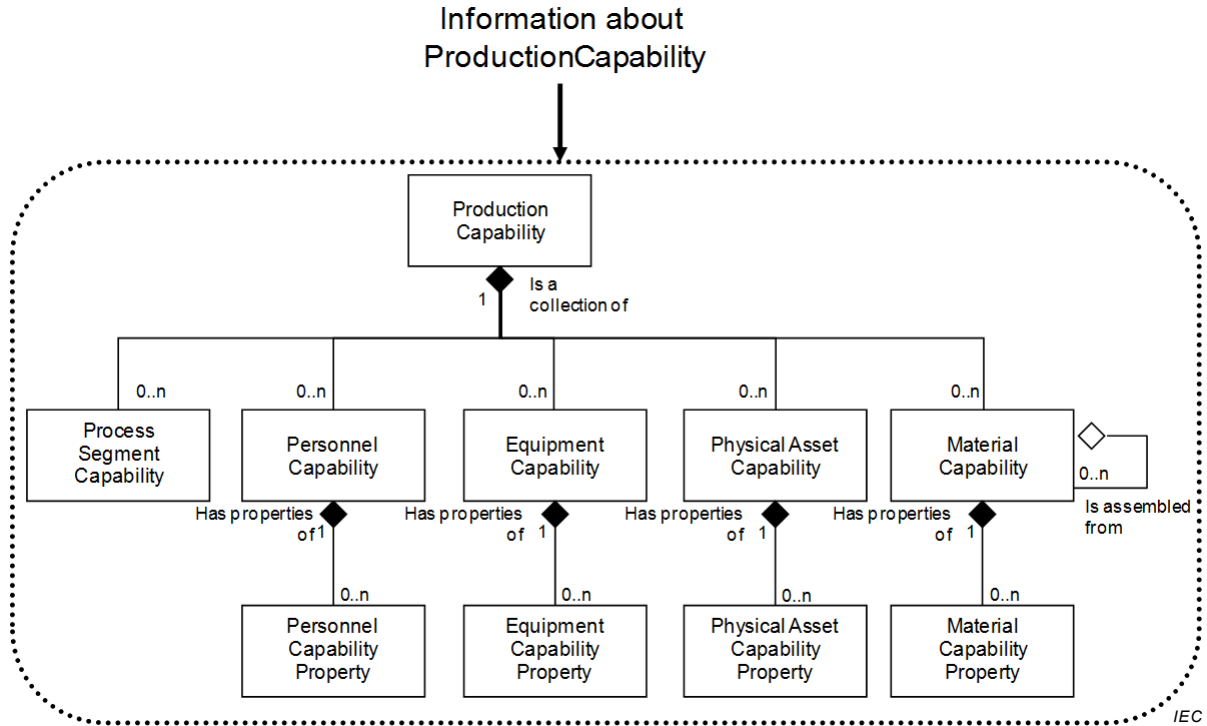 Information about
ProductionCapability
Production
Capability
1
Is a
collection of
0..n
0..n
0..n
0..n
0..n
Process
Segment
Capability
Personnel
Capability
Equipment
Capability
Physical Asset
Capability
Material
Capability
0..n
Is assembled
from
Has properties
of
1
Has properties
of
1
Has properties
of
1
Has properties
of
1
0..n
0..n
0..n
0..n
Personnel
Capability
Property
Equipment
Capability
Property
Physical Asset
Capability
Property
Material
Capability
Property
IEC